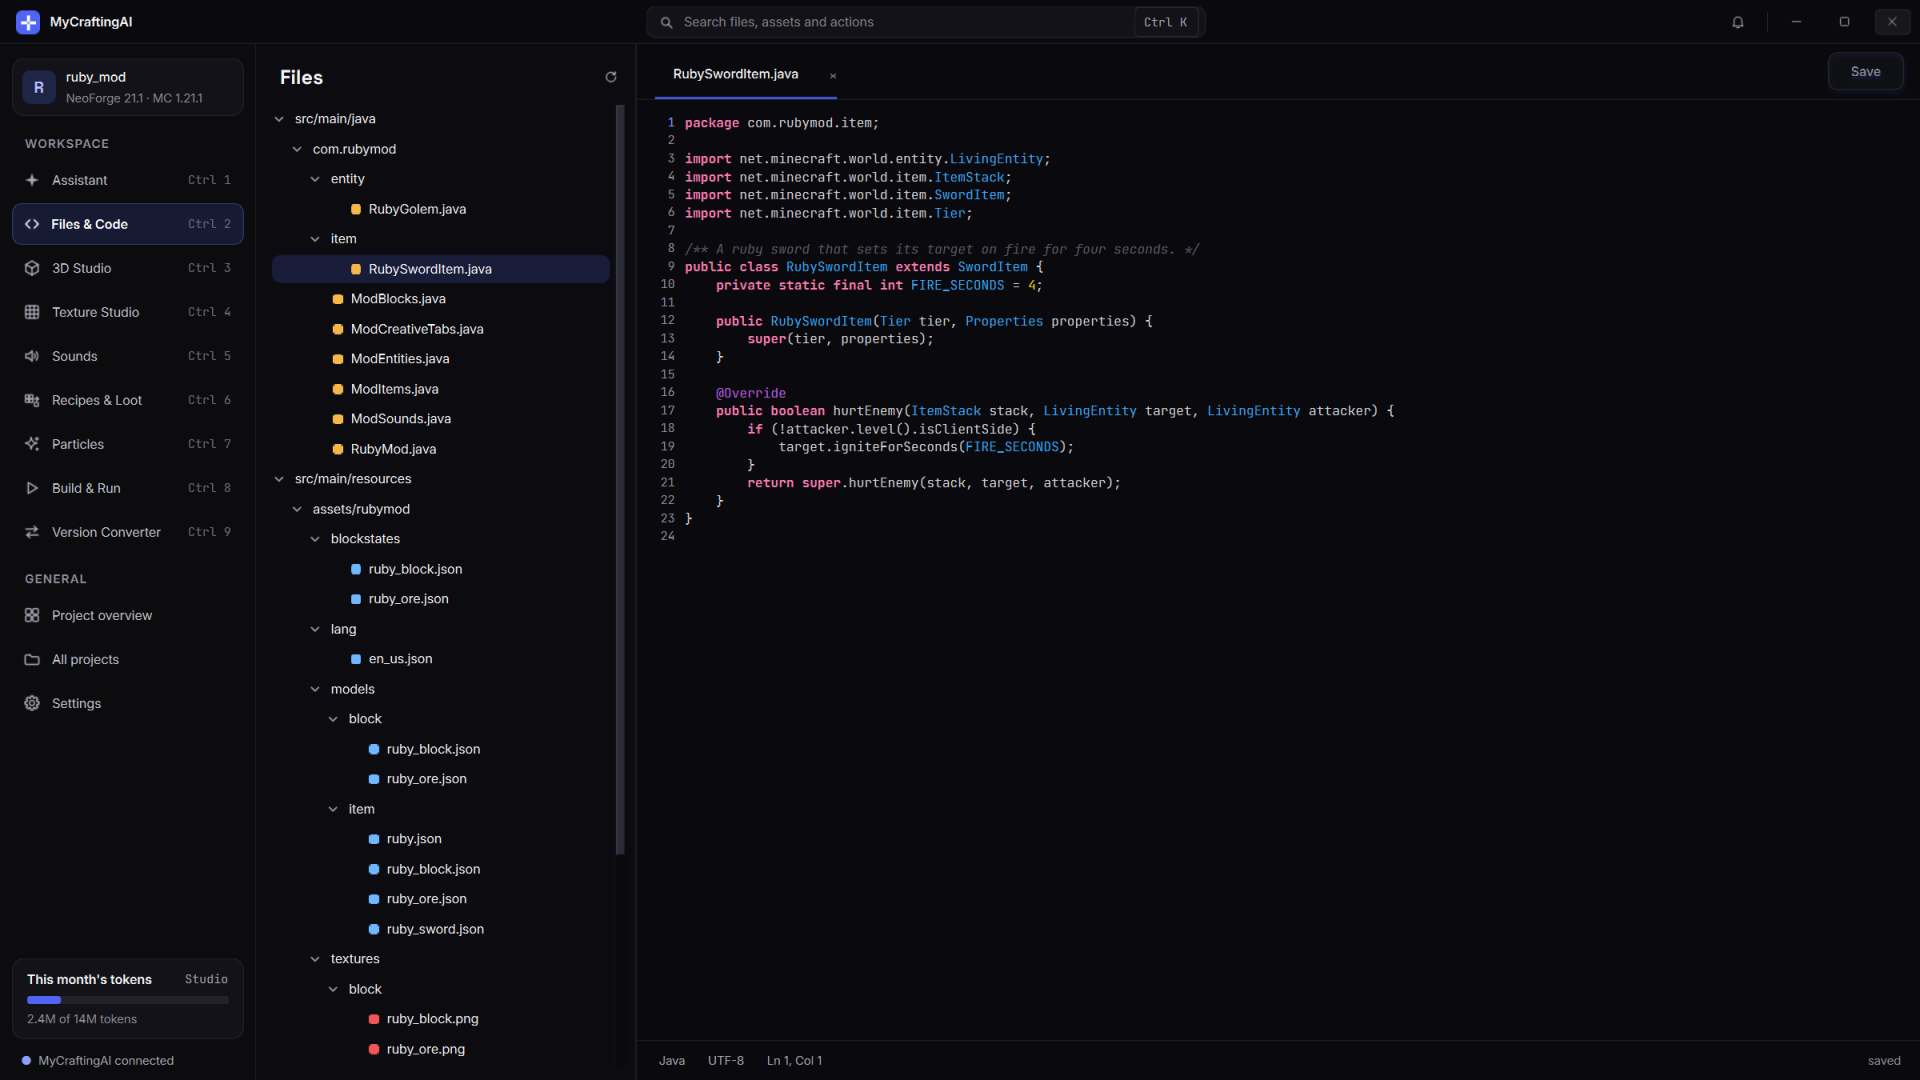 MyCraftingAI
Search files, assets and actions
Ctrl K
R
ruby_mod
NeoForge 21.1 · MC 1.21.1
WORKSPACE
Assistant Ctrl 1
Files & Code Ctrl 2
3D Studio Ctrl 3
Texture Studio Ctrl 4
Sounds Ctrl 5
Recipes & Loot Ctrl 6
Particles Ctrl 7
Build & Run Ctrl 8
Version Converter Ctrl 9
GENERAL
Project overview
All projects
Settings
This month's tokens Studio
2.4M of 14M tokens
MyCraftingAI connected
Files
src/main/java
com.rubymod
entity
RubyGolem.java
item
RubySwordItem.java
ModBlocks.java
ModCreativeTabs.java
ModEntities.java
ModItems.java
ModSounds.java
RubyMod.java
src/main/resources
assets/rubymod
blockstates
ruby_block.json
ruby_ore.json
lang
en_us.json
models
block
ruby_block.json
ruby_ore.json
item
ruby.json
ruby_block.json
ruby_ore.json
ruby_sword.json
textures
block
ruby_block.png
ruby_ore.png
RubySwordItem.java ×
Save
1 package com.rubymod.item;
2
3 import net.minecraft.world.entity.LivingEntity;
4 import net.minecraft.world.item.ItemStack;
5 import net.minecraft.world.item.SwordItem;
6 import net.minecraft.world.item.Tier;
7
8 /** A ruby sword that sets its target on fire for four seconds. */
9 public class RubySwordItem extends SwordItem {
10     private static final int FIRE_SECONDS = 4;
11
12     public RubySwordItem(Tier tier, Properties properties) {
13         super(tier, properties);
14     }
15
16     @Override
17     public boolean hurtEnemy(ItemStack stack, LivingEntity target, LivingEntity attacker) {
18         if (!attacker.level().isClientSide) {
19             target.igniteForSeconds(FIRE_SECONDS);
20         }
21         return super.hurtEnemy(stack, target, attacker);
22     }
23 }
24
Java UTF-8 Ln 1, Col 1
saved